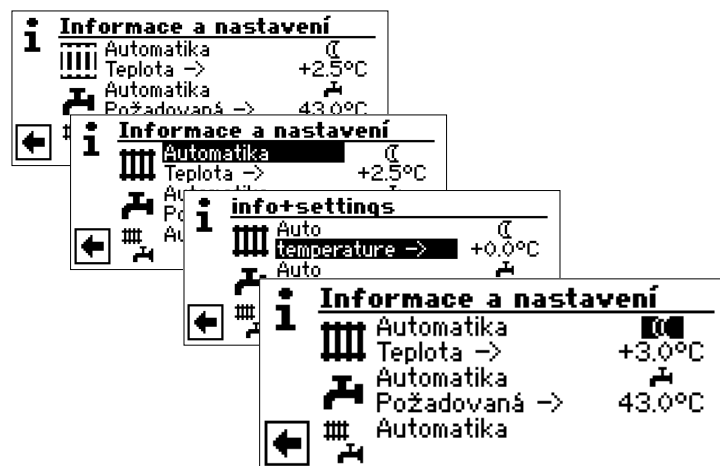 Informace a nastavení
Automatika
Teplota –> +2.5°C
Automatika
Požadovaná –> 43.0°C
Informace a nastavení
Automatika
Teplota –> +2.5°C
info+settings
Auto
temperature –> +0.0°C
Auto
Informace a nastavení
Automatika
Teplota –> +3.0°C
Automatika
Požadovaná –> 43.0°C
Automatika